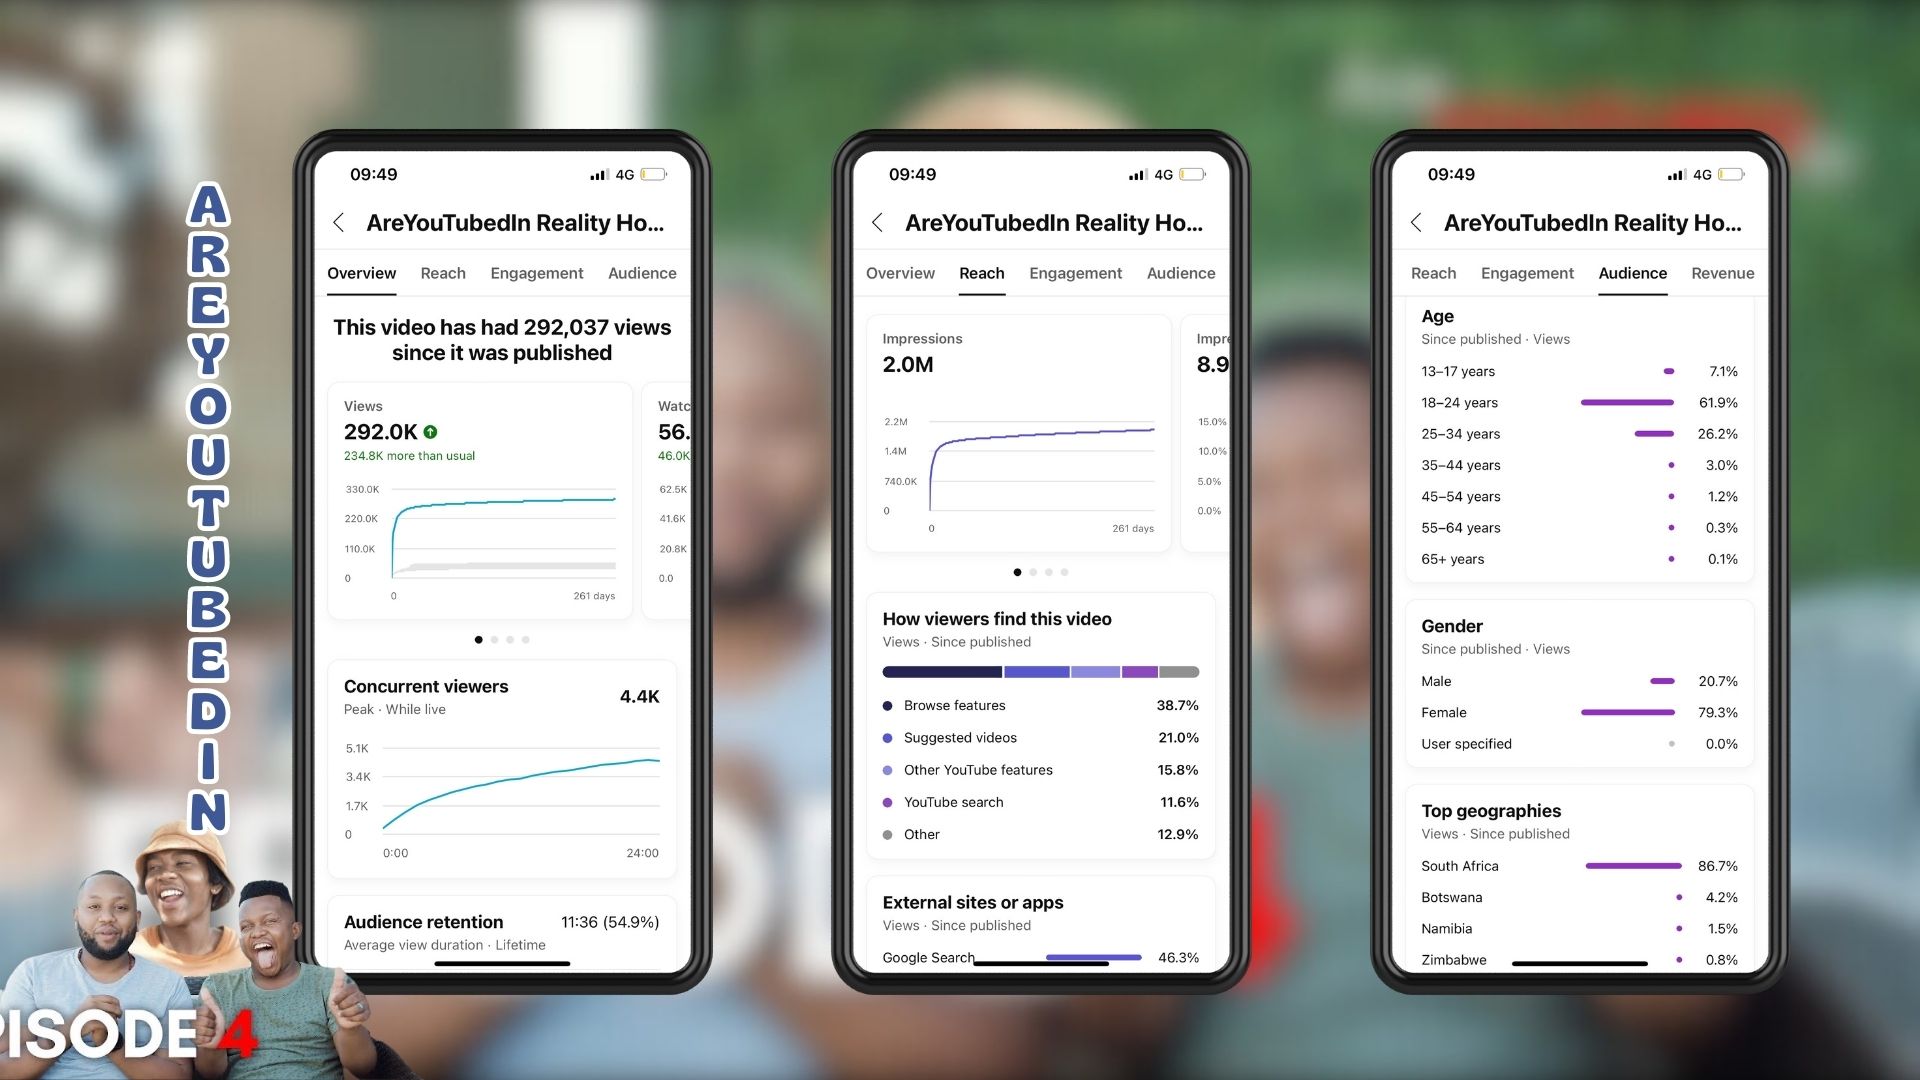 AREYOUTUBEDIN
PISODE 4
09:49
4G
AreYouTubedIn Reality Ho...
Overview Reach Engagement Audience
This video has had 292,037 views
since it was published
Views
292.0K
234.8K more than usual
330.0K
220.0K
110.0K
0
0 261 days
Watc
56.
46.0K
62.5K
41.6K
20.8K
0.0
Concurrent viewers
Peak · While live
4.4K
5.1K
3.4K
1.7K
0
0:00 24:00
Audience retention 11:36 (54.9%)
Average view duration · Lifetime
09:49
4G
AreYouTubedIn Reality Ho...
Overview Reach Engagement Audience
Impressions
2.0M
2.2M
1.4M
740.0K
0
0 261 days
Impre
8.9
15.0%
10.0%
5.0%
0.0%
How viewers find this video
Views · Since published
Browse features 38.7%
Suggested videos 21.0%
Other YouTube features 15.8%
YouTube search 11.6%
Other 12.9%
External sites or apps
Views · Since published
Google Search 46.3%
09:49
4G
AreYouTubedIn Reality Ho...
Reach Engagement Audience Revenue
Age
Since published · Views
13–17 years 7.1%
18–24 years 61.9%
25–34 years 26.2%
35–44 years 3.0%
45–54 years 1.2%
55–64 years 0.3%
65+ years 0.1%
Gender
Since published · Views
Male 20.7%
Female 79.3%
User specified 0.0%
Top geographies
Views · Since published
South Africa 86.7%
Botswana 4.2%
Namibia 1.5%
Zimbabwe 0.8%